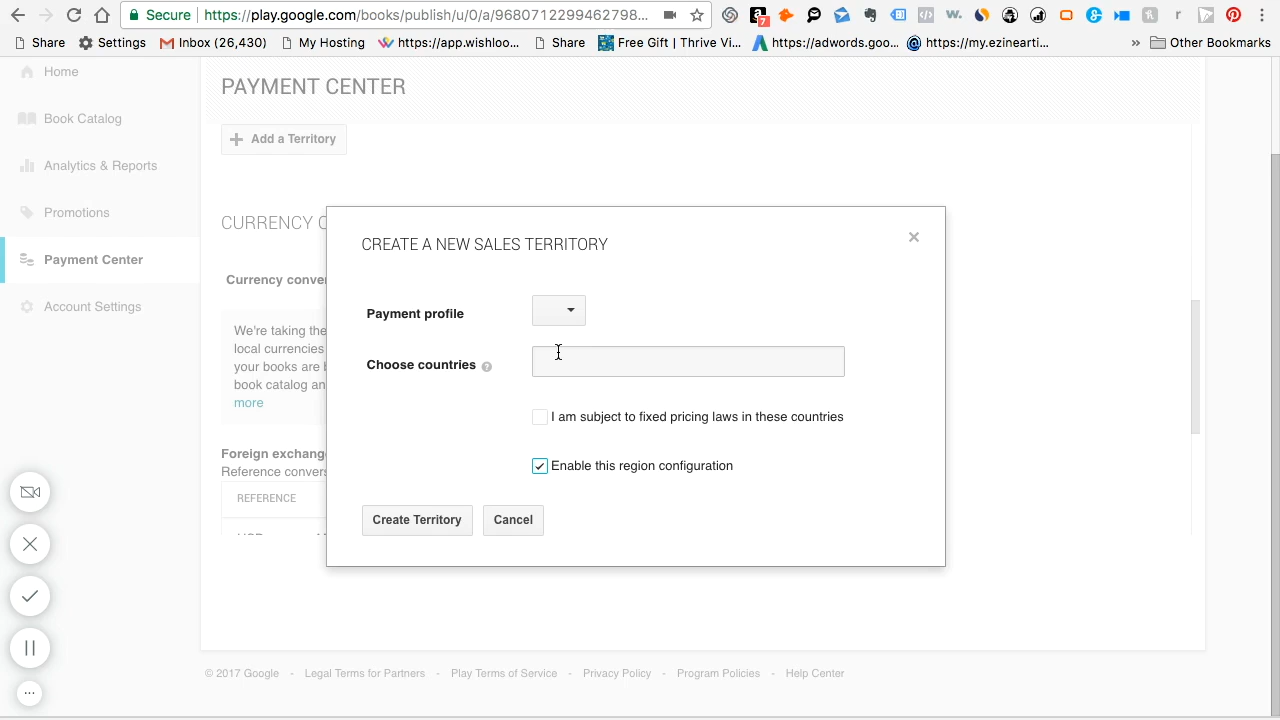 Secure https://play.google.com/books/publish/u/0/a/9680712299462798...
7
Share Settings Inbox (26,430) My Hosting https://app.wishloo... Share Free Gift | Thrive Vi... https://adwords.goo... https://my.ezinearti... » Other Bookmarks
Home
PAYMENT CENTER
Book Catalog
+ Add a Territory
Analytics & Reports
Promotions
CURRENCY C
CREATE A NEW SALES TERRITORY
×
Payment Center
Currency conver
Account Settings
Payment profile
We're taking the
local currencies
your books are b
Choose countries ?
book catalog an
more
I am subject to fixed pricing laws in these countries
Foreign exchang
Enable this region configuration
Reference convers
REFERENCE
Create Territory Cancel
© 2017 Google - Legal Terms for Partners - Play Terms of Service - Privacy Policy - Program Policies - Help Center